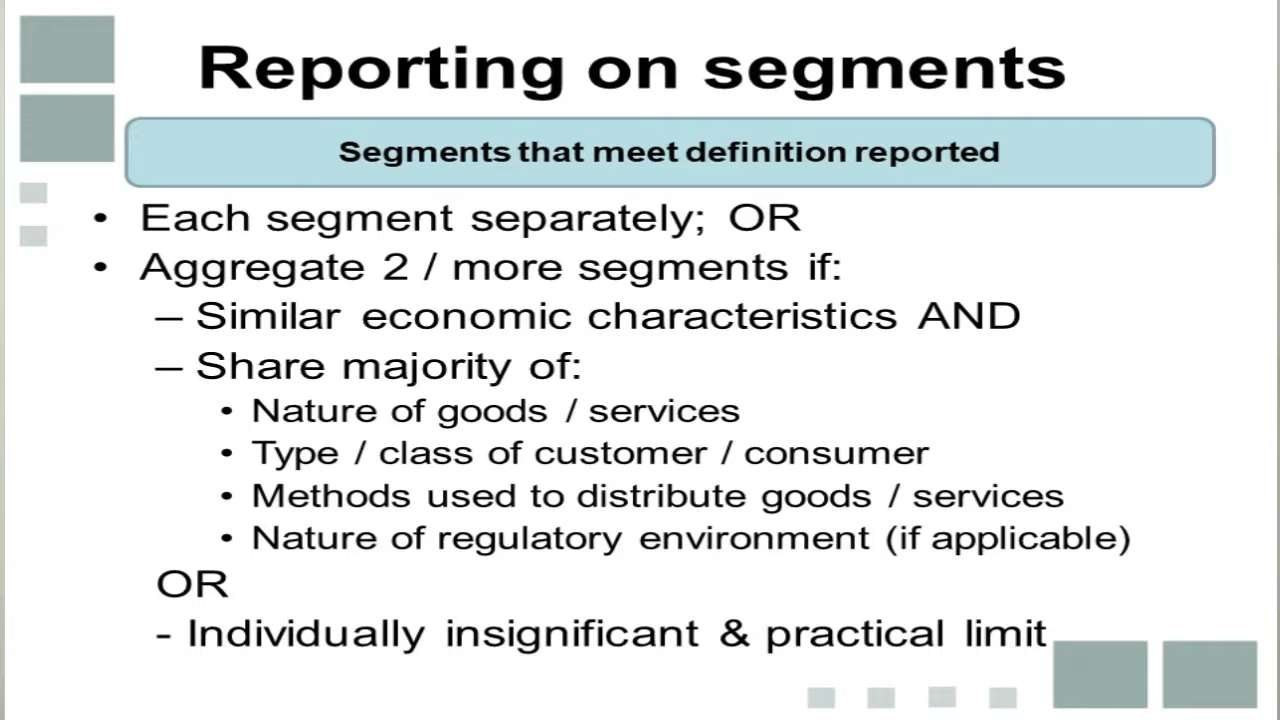 Reporting on segments
Segments that meet definition reported
• Each segment separately; OR
• Aggregate 2 / more segments if:
– Similar economic characteristics AND
– Share majority of:
• Nature of goods / services
• Type / class of customer / consumer
• Methods used to distribute goods / services
• Nature of regulatory environment (if applicable)
OR
- Individually insignificant & practical limit